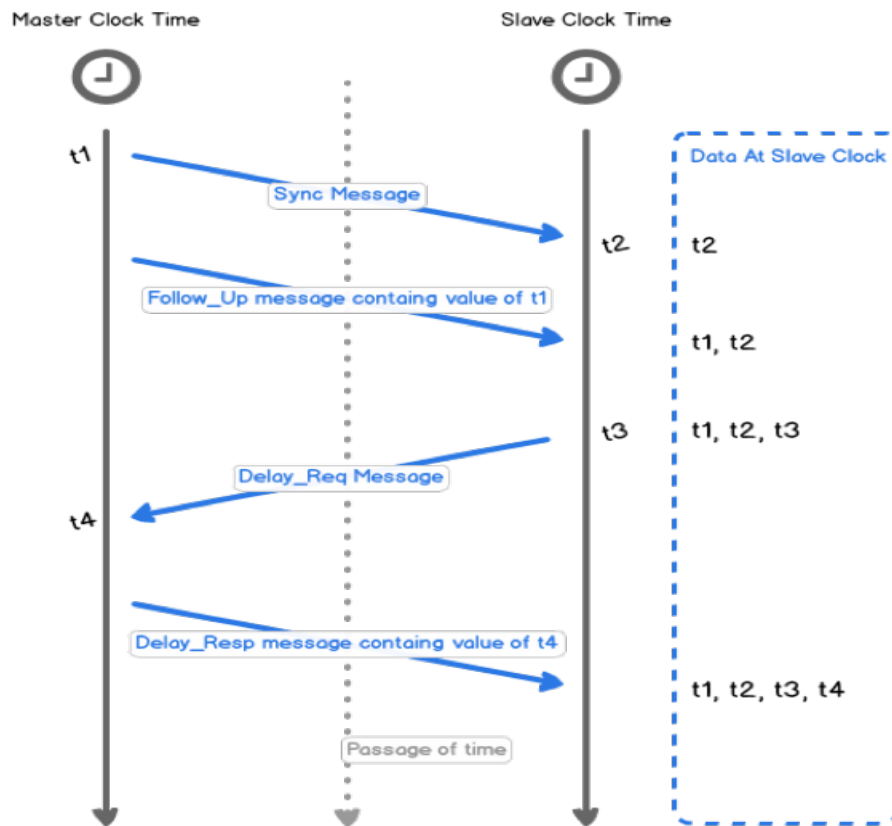 Master Clock Time
Slave Clock Time
t1
Data At Slave Clock
Sync Message
t2
t2
Follow_Up message containg value of t1
t1, t2
t3
t1, t2, t3
Delay_Req Message
t4
Delay_Resp message containg value of t4
t1, t2, t3, t4
Passage of time